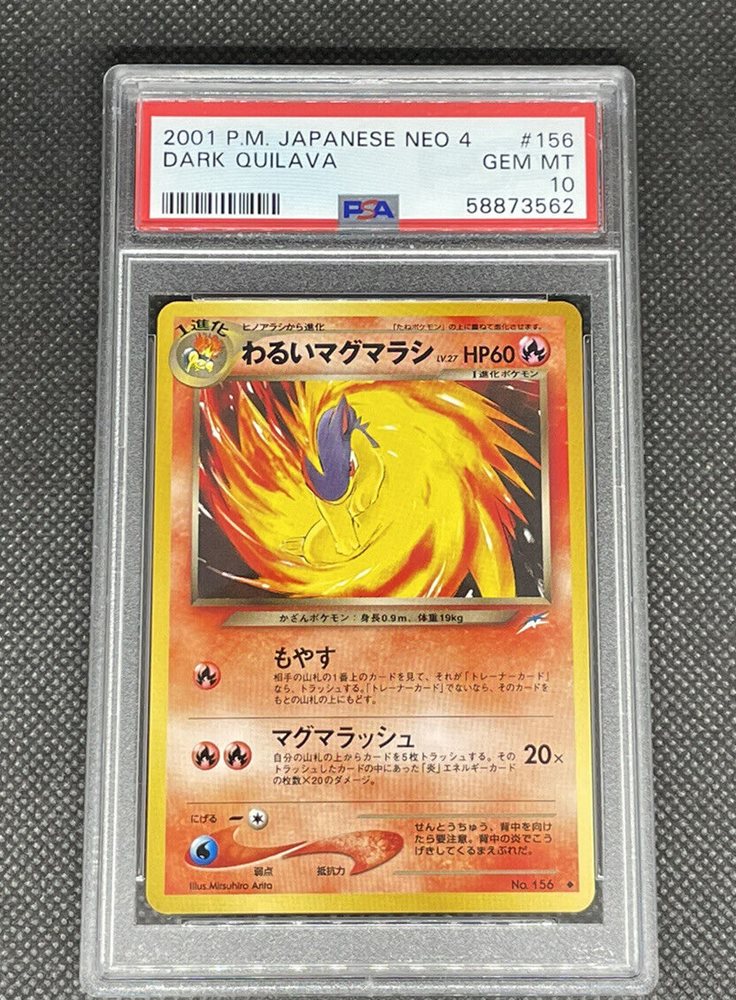 2001 P.M. JAPANESE NEO 4 #156
DARK QUILAVA GEM MT
10
PSA 58873562
1進化 ヒノアラシから進化 「たねポケモン」の上に重ねて進化させます。
わるいマグマラシ LV.27 HP60
1進化ポケモン
かざんポケモン：身長0.9m、体重19kg
もやす
相手の山札の1番上のカードを見て、それが「トレーナーカード」
なら、トラッシュする。「トレーナーカード」でないなら、そのカードを
もとの山札の上にもどす。
マグマラッシュ
自分の山札の上からカードを5枚トラッシュする。その
トラッシュしたカードの中にあった「炎」エネルギーカード
の枚数×20のダメージ。
20×
にげる
せんとうちゅう、背中を向け
たら要注意。背中の炎でこう
げきしてくるまえぶれだ。
弱点 抵抗力
Illus.Mitsuhiro Arita No. 156